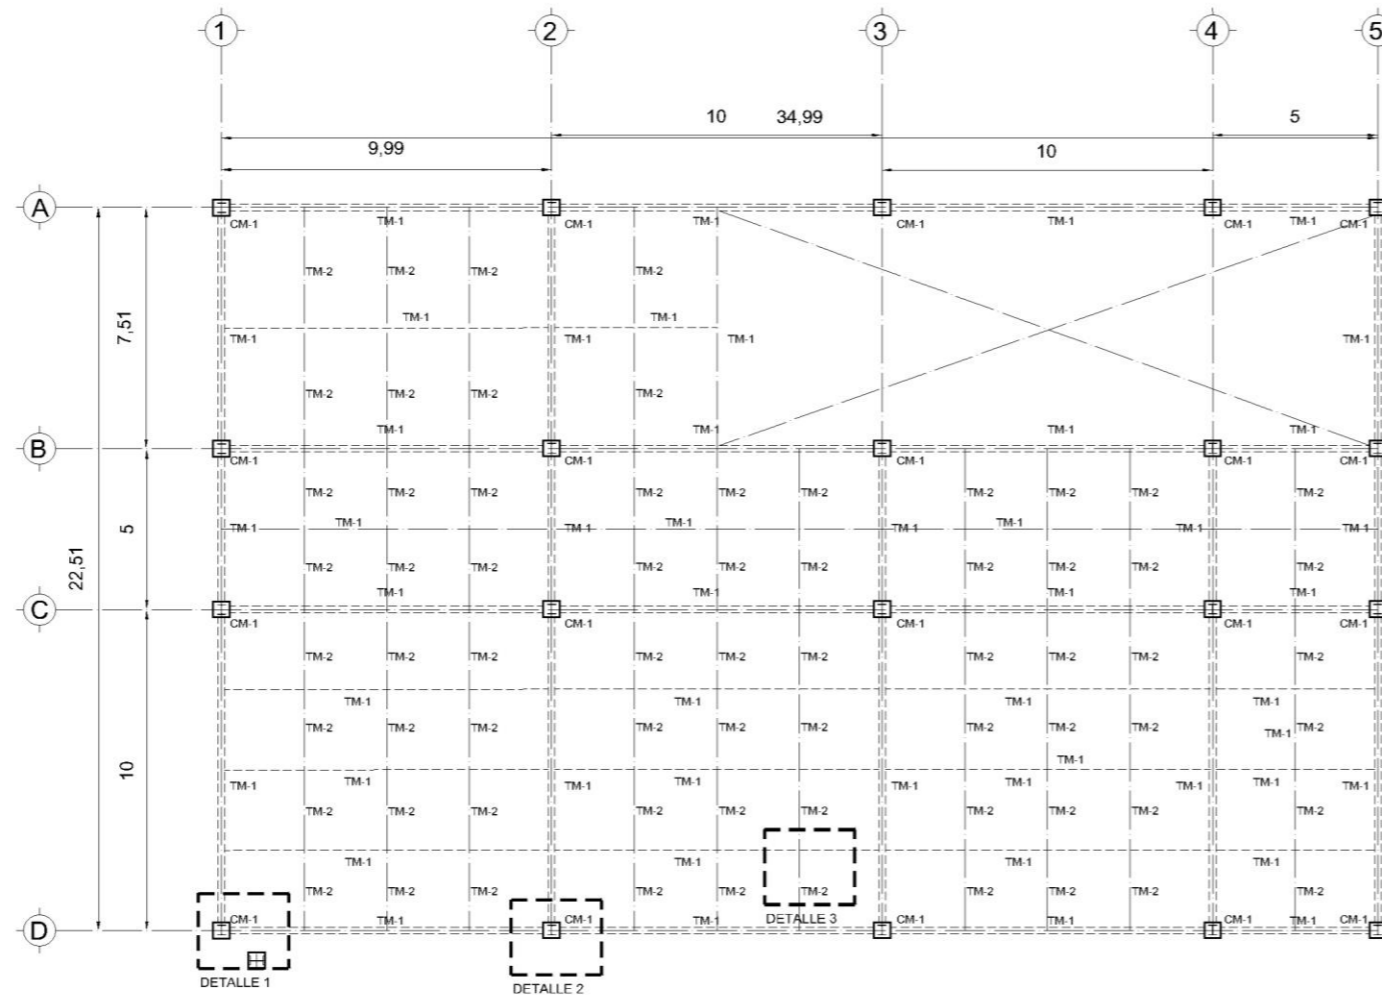 1 2 3 4 5
10 34,99 5
9,99 10
A
CM-1 TM-1 CM-1 TM-1 CM-1 TM-1 CM-1 TM-1 CM-1
TM-2 TM-2 TM-2 TM-2
TM-1 TM-1
7,51
TM-1 TM-1 TM-1 TM-1
TM-2 TM-2 TM-2 TM-2
TM-1 TM-1 TM-1 TM-1
B
CM-1 CM-1 CM-1 CM-1 CM-1
TM-2 TM-2 TM-2 TM-2 TM-2 TM-2 TM-2 TM-2 TM-2 TM-2
5
TM-1 TM-1 TM-1 TM-1 TM-1 TM-1 TM-1 TM-1
22,51
TM-2 TM-2 TM-2 TM-2 TM-2 TM-2 TM-2 TM-2 TM-2 TM-2
TM-1 TM-1 TM-1 TM-1
C
CM-1 CM-1 CM-1 CM-1 CM-1
TM-2 TM-2 TM-2 TM-2 TM-2 TM-2 TM-2 TM-2 TM-2 TM-2
TM-1 TM-1 TM-1 TM-1
TM-2 TM-2 TM-2 TM-2 TM-2 TM-2 TM-2 TM-2 TM-2 TM-1 TM-2
TM-1
10
TM-1 TM-1 TM-1 TM-1 TM-1 TM-1 TM-1 TM-1 TM-1
TM-2 TM-2 TM-2 TM-2 TM-2 TM-2 TM-2 TM-2 TM-2 TM-2
TM-1 TM-1 TM-1 TM-1
TM-2 TM-2 TM-2 TM-2 TM-2 TM-2 TM-2 TM-2 TM-2 TM-2
D
CM-1 TM-1 CM-1 TM-1 DETALLE 3 CM-1 TM-1 CM-1 TM-1 CM-1
DETALLE 1 DETALLE 2